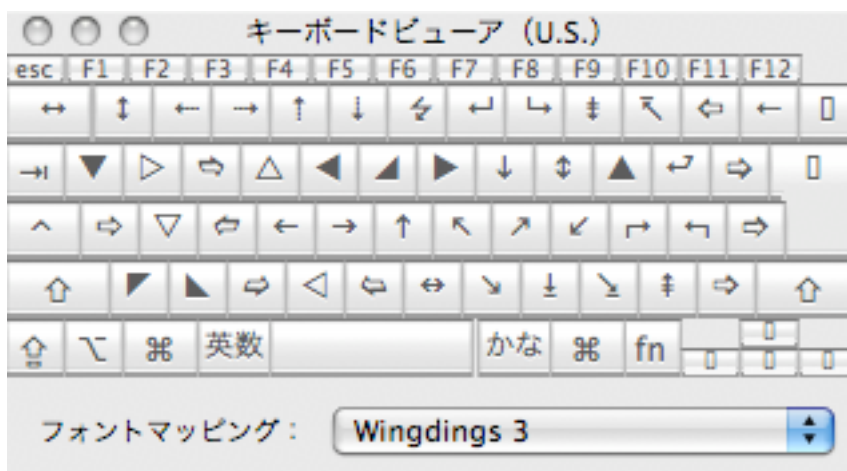 キーボードビューア (U.S.)
esc F1 F2 F3 F4 F5 F6 F7 F8 F9 F10 F11 F12
英数 かな fn
フォントマッピング：
Wingdings 3